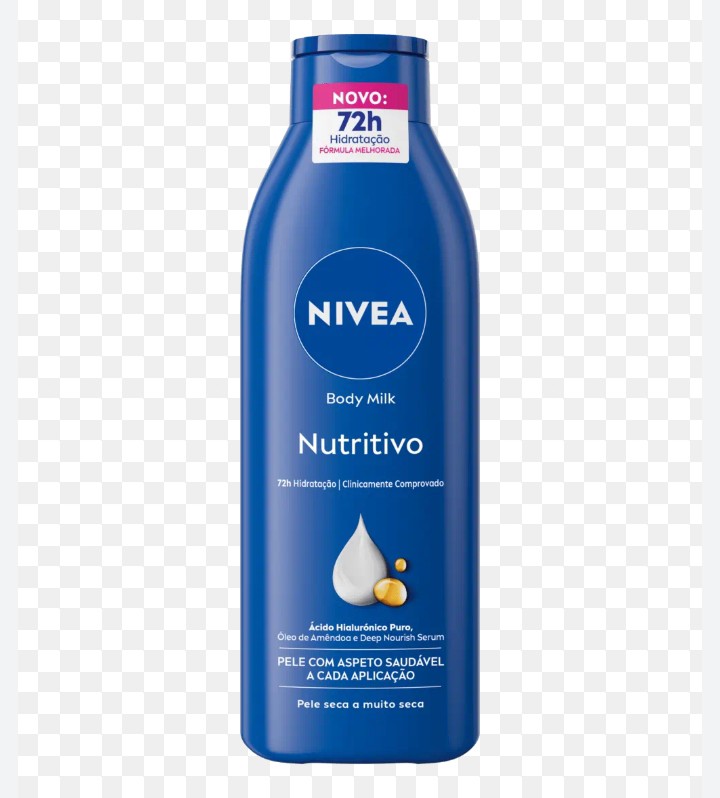 NOVO:
72h
Hidratação
FÓRMULA MELHORADA
NIVEA
Body Milk
Nutritivo
72h Hidratação | Clinicamente Comprovado
Ácido Hialurónico Puro,
Óleo de Amêndoa e Deep Nourish Serum
PELE COM ASPETO SAUDÁVEL
A CADA APLICAÇÃO
Pele seca a muito seca